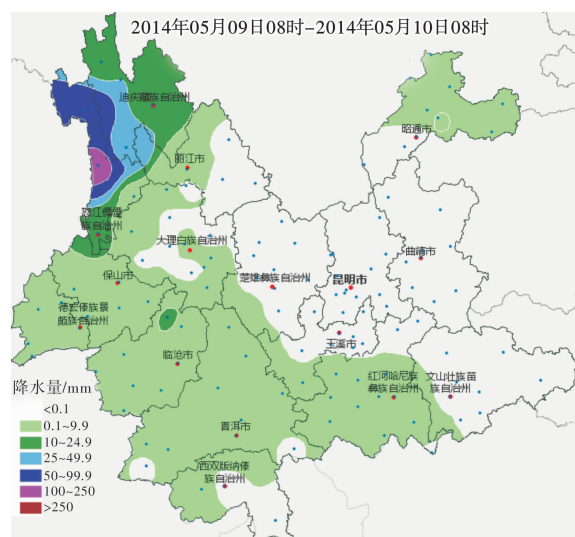 2014年05月09日08时-2014年05月10日08时
迪庆藏族自治州
昭通市
丽江市
怒江傈僳
族自治州
大理白族自治州
曲靖市
保山市
楚雄彝族自治州
昆明市
德宏傣族景
颇族自治州
玉溪市
临沧市
红河哈尼族
彝族自治州
文山壮族苗
族自治州
普洱市
西双版纳傣
族自治州
降水量/mm
<0.1
0.1~9.9
10~24.9
25~49.9
50~99.9
100~250
>250